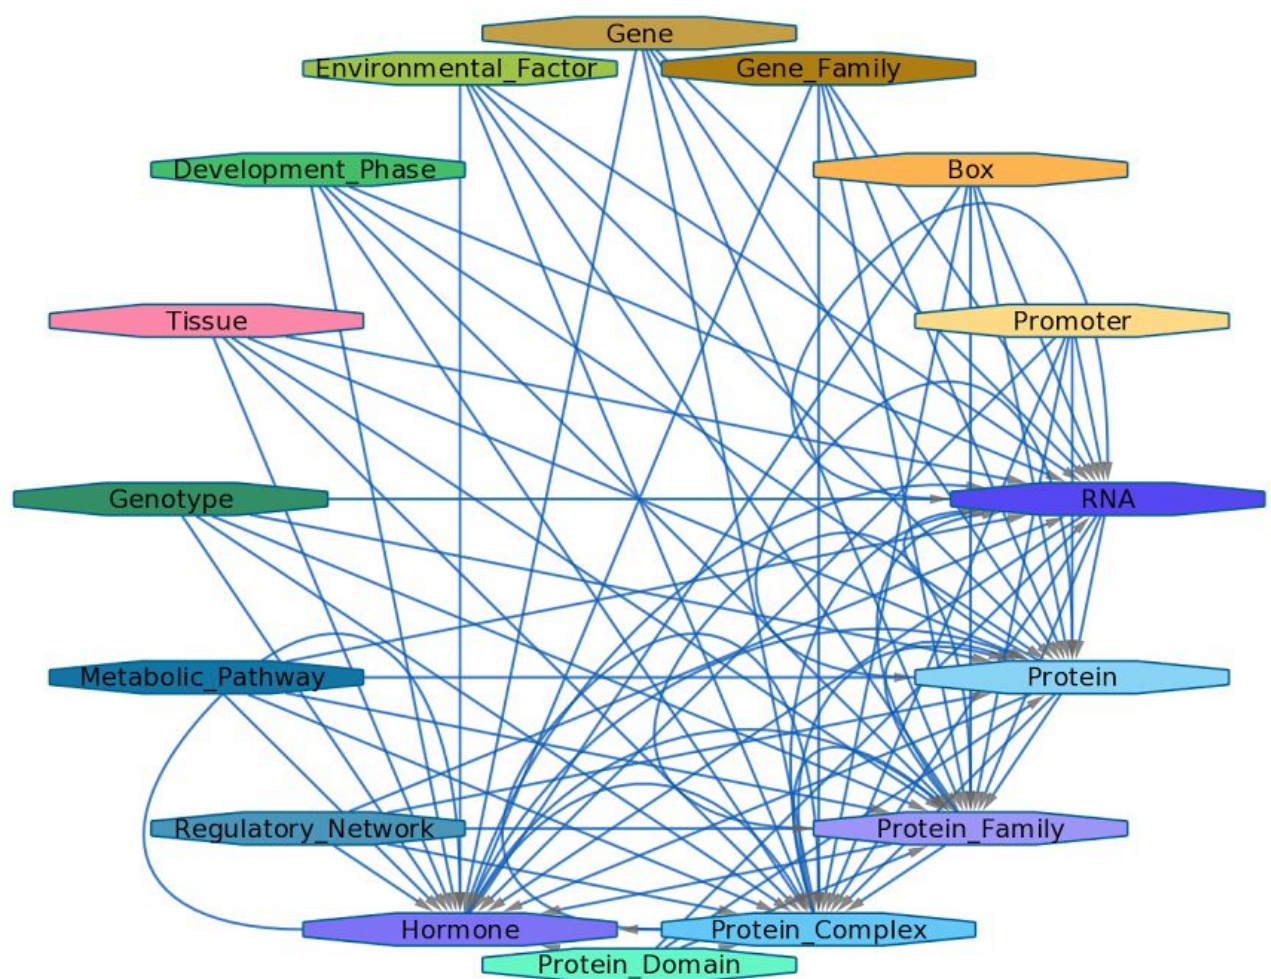 Gene
Environmental_Factor
Gene_Family
Development_Phase
Box
Tissue
Promoter
Genotype
RNA
Metabolic_Pathway
Protein
Regulatory_Network
Protein_Family
Hormone
Protein_Complex
Protein_Domain